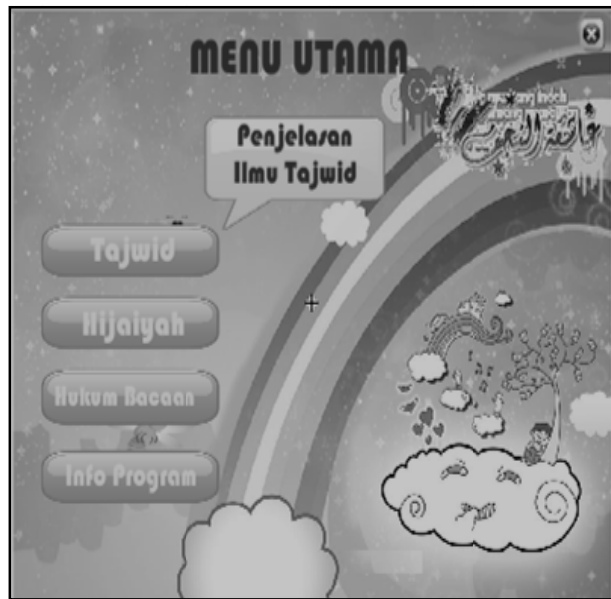 MENU UTAMA
Penjelasan
Ilmu Tajwid
Tajwid
Hijaiyah
Hukum Bacaan
Info Program